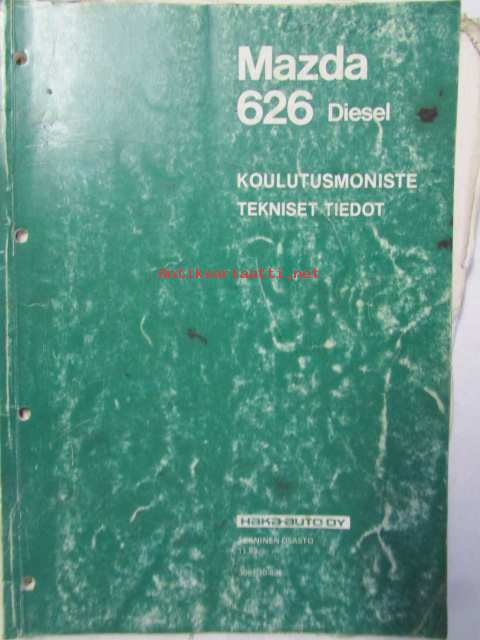 Mazda
626 Diesel
KOULUTUSMONISTE
TEKNISET TIEDOT
Antikvariaatti.net
HAKA-AUTO OY
TEKNINEN OSASTO